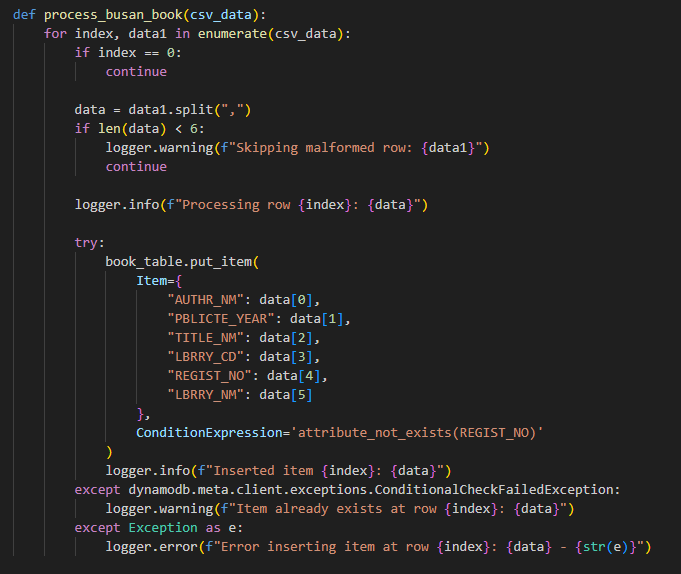 def process_busan_book(csv_data):
    for index, data1 in enumerate(csv_data):
        if index == 0:
            continue

        data = data1.split(",")
        if len(data) < 6:
            logger.warning(f"Skipping malformed row: {data1}")
            continue

        logger.info(f"Processing row {index}: {data}")

        try:
            book_table.put_item(
                Item={
                    "AUTHR_NM": data[0],
                    "PBLICTE_YEAR": data[1],
                    "TITLE_NM": data[2],
                    "LBRRY_CD": data[3],
                    "REGIST_NO": data[4],
                    "LBRRY_NM": data[5]
                },
                ConditionExpression='attribute_not_exists(REGIST_NO)'
            )
            logger.info(f"Inserted item {index}: {data}")
        except dynamodb.meta.client.exceptions.ConditionalCheckFailedException:
            logger.warning(f"Item already exists at row {index}: {data}")
        except Exception as e:
            logger.error(f"Error inserting item at row {index}: {data} - {str(e)}")